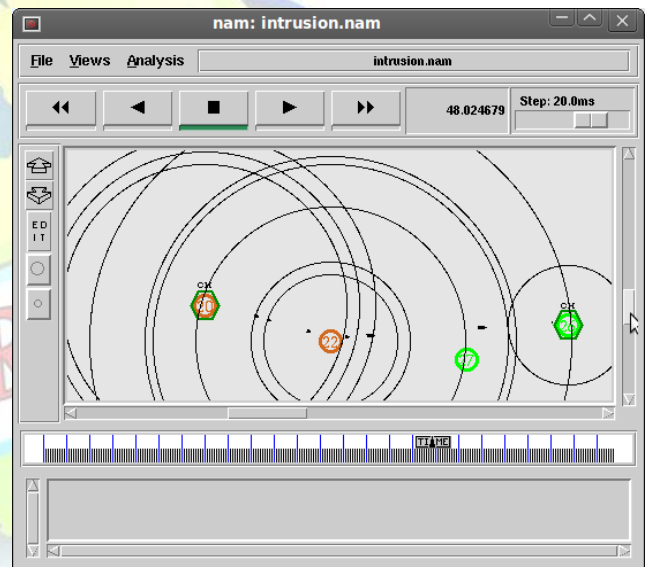 nam: intrusion.nam
File Views Analysis intrusion.nam
48.024679 Step: 20.0ms
ED
IT
CH
20
22
CH
27
TIME